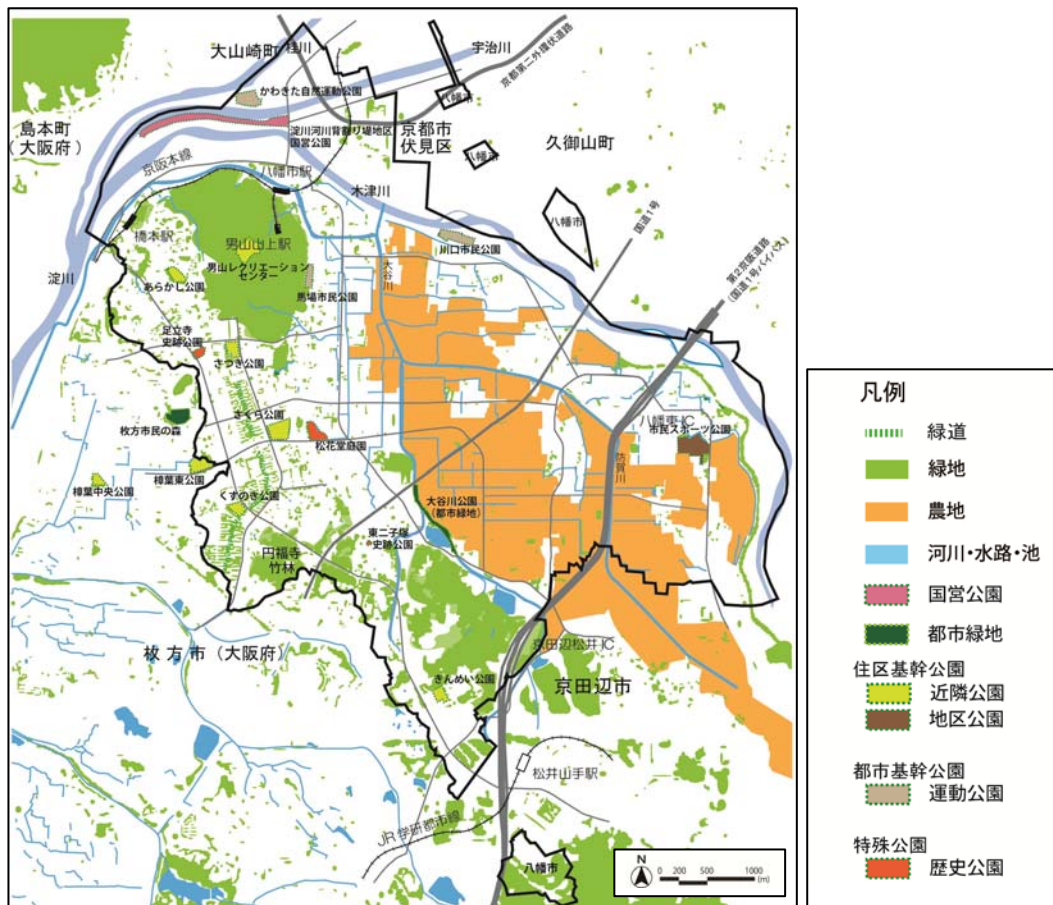 大山崎町
桂川
宇治川
京都第二外環状道路
かわきた自然運動公園
八幡市
島本町
(大阪府)
淀川河川背割り堤地区
国営公園
京都市
伏見区
久御山町
京阪本線
八幡市駅
八幡市
木津川
八幡市
国道1号
橋本駅
男山山上駅
川口市民公園
第2京阪道路
(国道1号バイパス)
淀川
男山レクリエーション
センター
大谷川
あらかし公園
馬場市民公園
足立寺
史跡公園
さつき公園
枚方市民の森
さくら公園
松花堂庭園
八幡東IC
市民スポーツ公園
防賀川
樟葉中央公園
樟葉東公園
くすのき公園
大谷川公園
(都市緑地)
東二子塚
史跡公園
円福寺
竹林
枚方市(大阪府)
京田辺松井IC
きんめい公園
京田辺市
松井山手駅
JR学研都市線
八幡市
N
0 200 500 1000
(m)
凡例
緑道
緑地
農地
河川・水路・池
国営公園
都市緑地
住区基幹公園
近隣公園
地区公園
都市基幹公園
運動公園
特殊公園
歴史公園